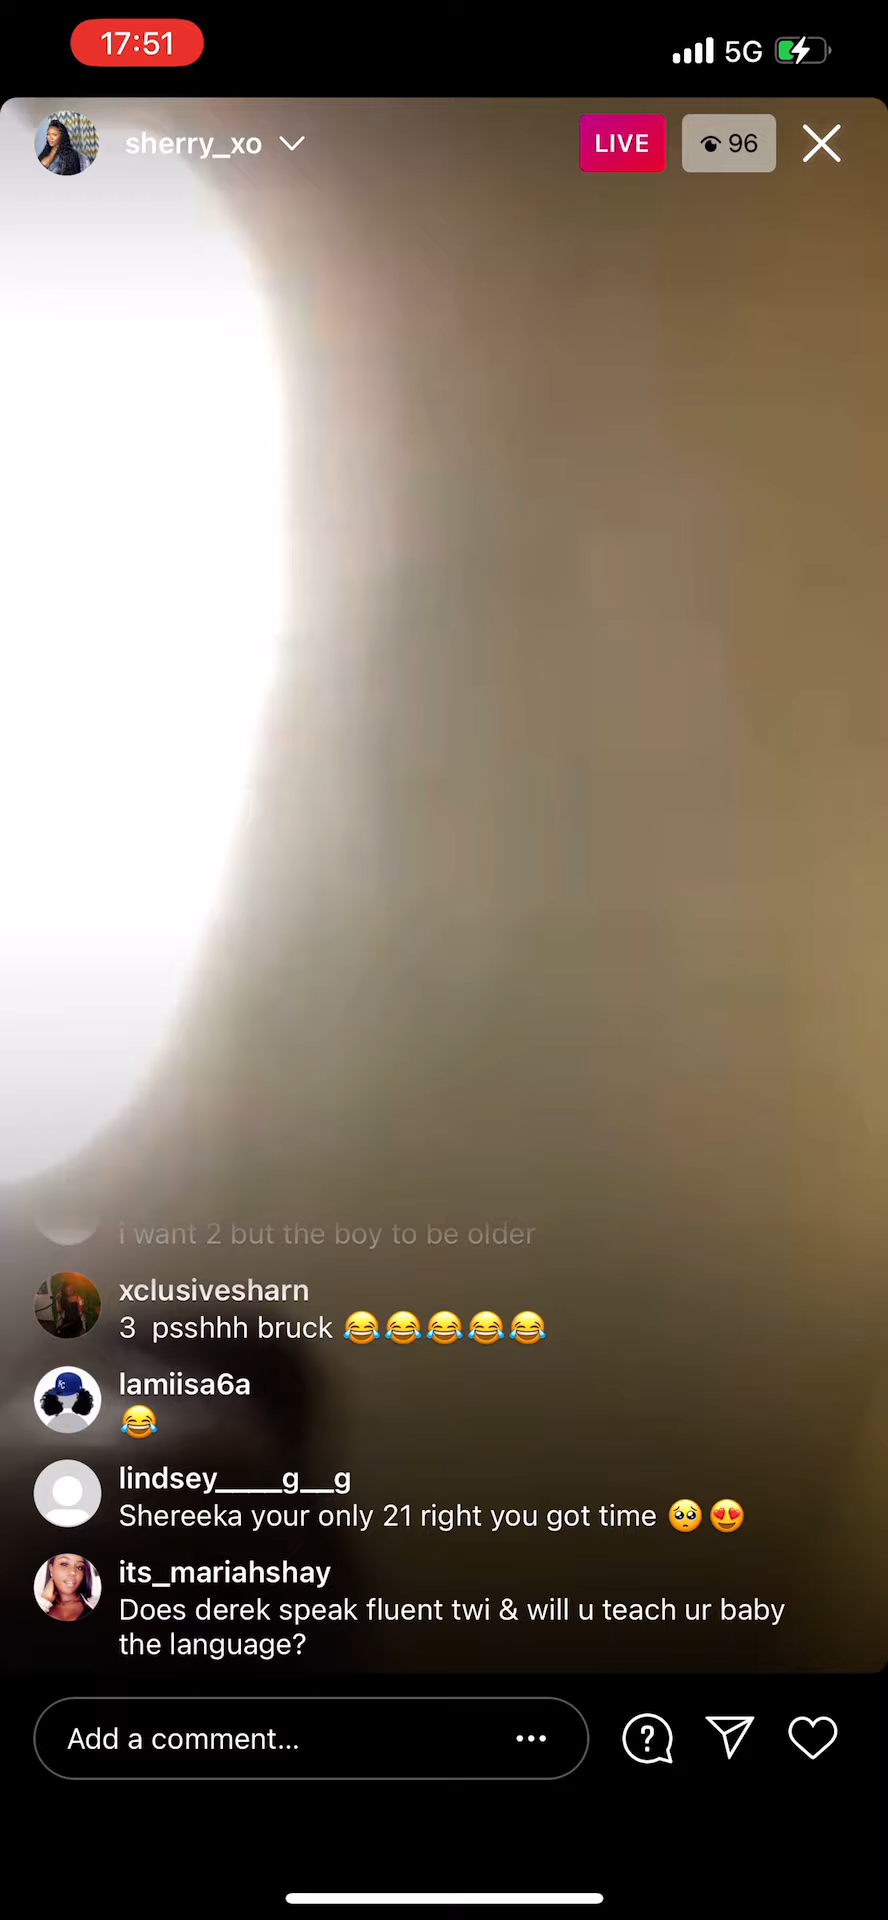 17:51
5G
sherry_xo
LIVE
96
i want 2 but the boy to be older
xclusivesharn
3 psshhh bruck 😂😂😂😂😂
lamiisa6a
😂
lindsey_____g__g
Shereeka your only 21 right you got time 🥺😍
its_mariahshay
Does derek speak fluent twi & will u teach ur baby
the language?
Add a comment...